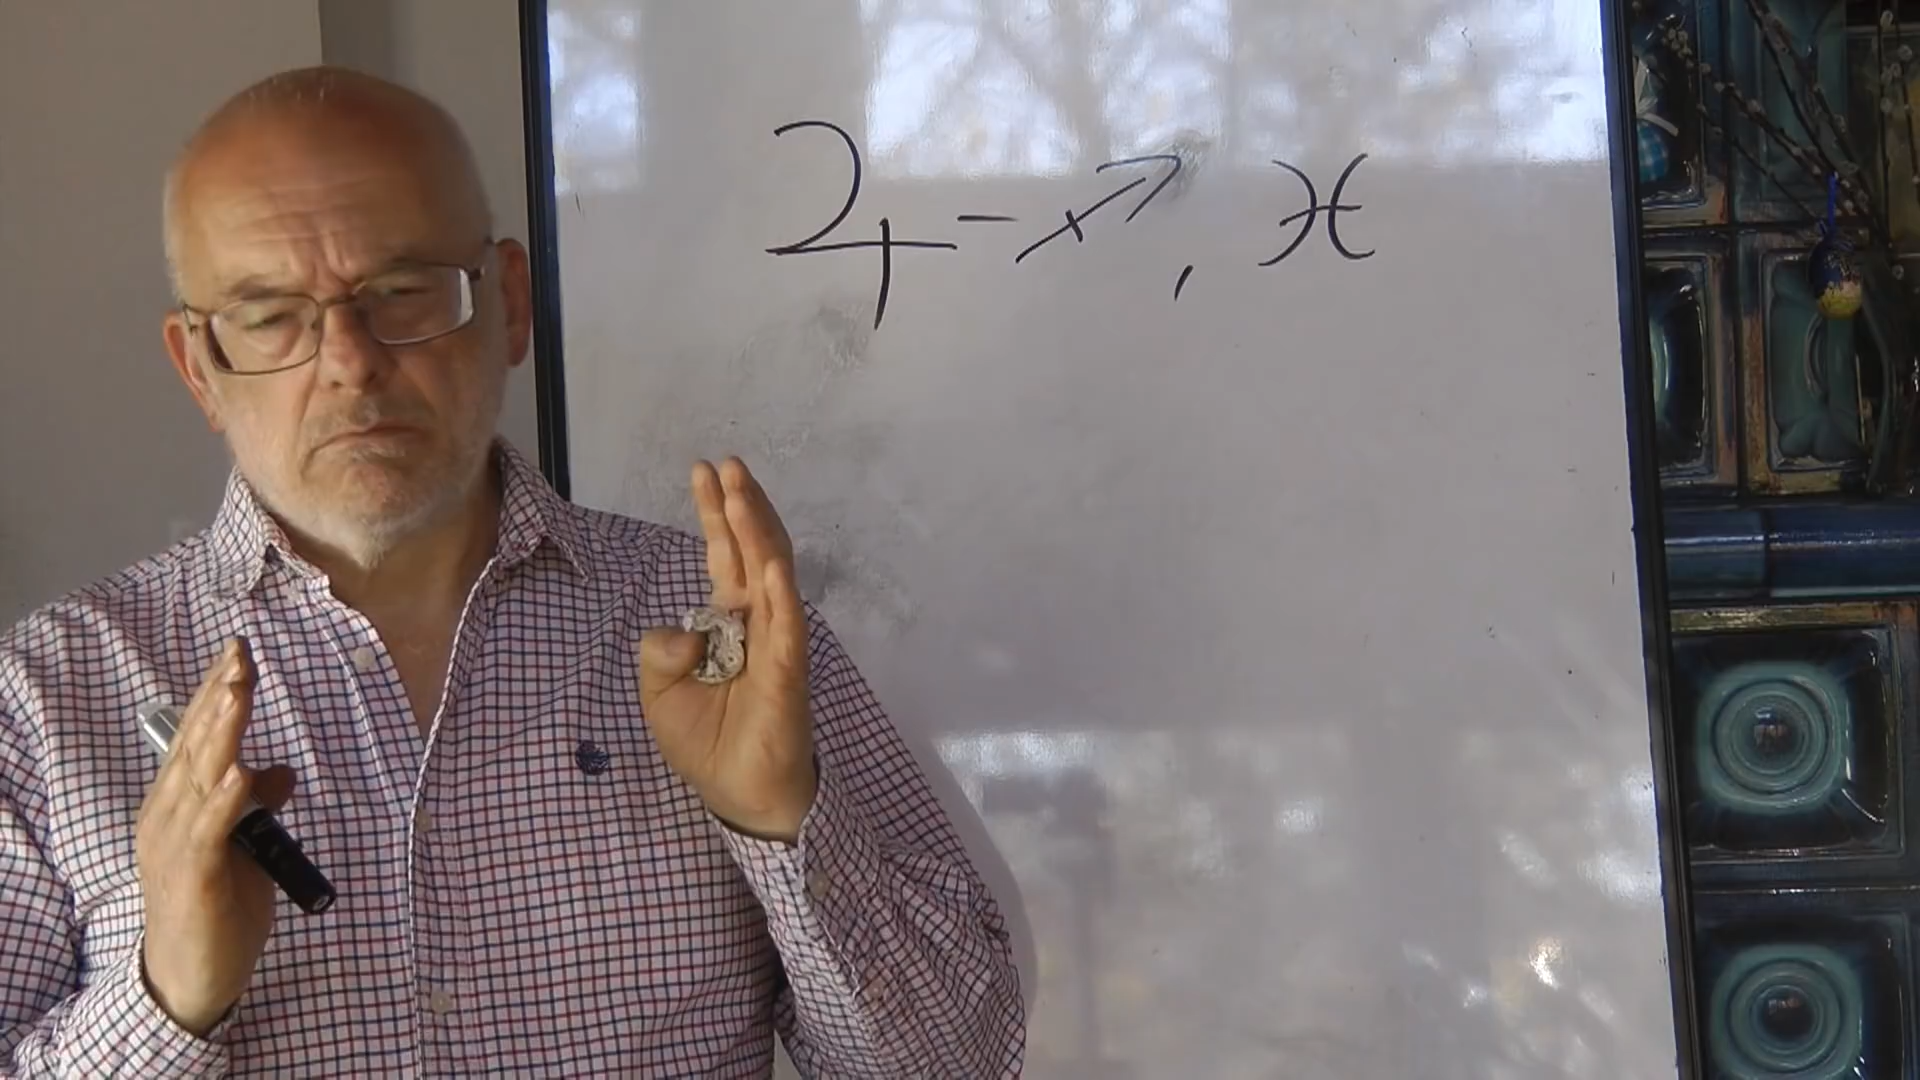 ♃ - ♐, ♓